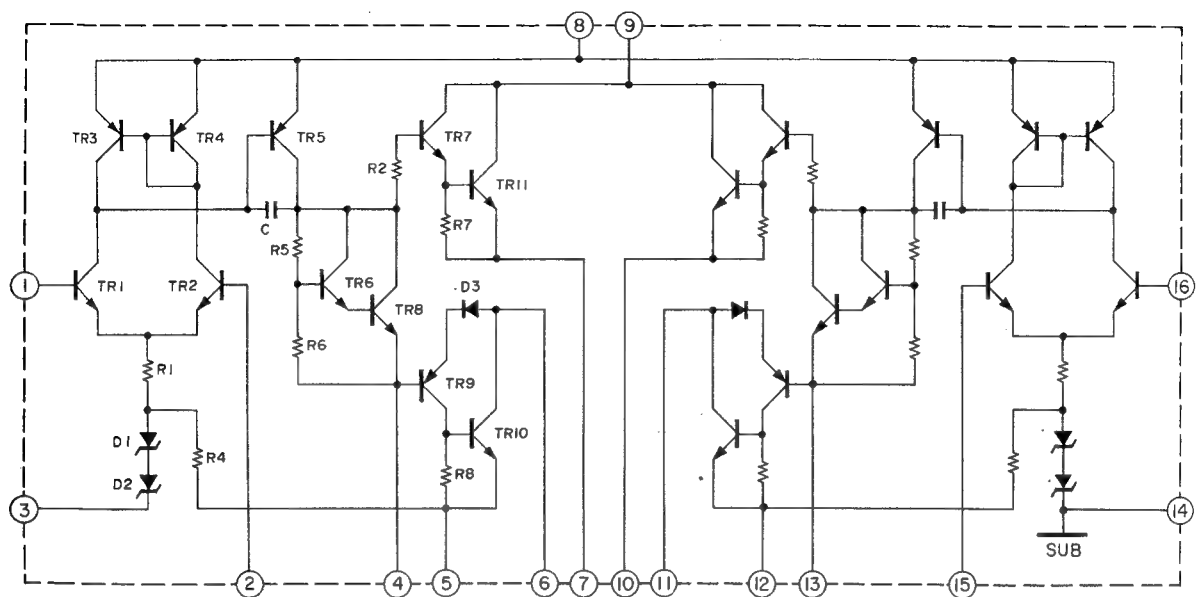 8 9
TR3 TR4 TR5 TR7
R2 TR11
C R7
R5
1 TR1 TR2 TR6 D3 16
TR8
R6
R1 TR9
D1 TR10
R4
D2 R8
3 14
SUB
2 4 5 6 7 10 11 12 13 15